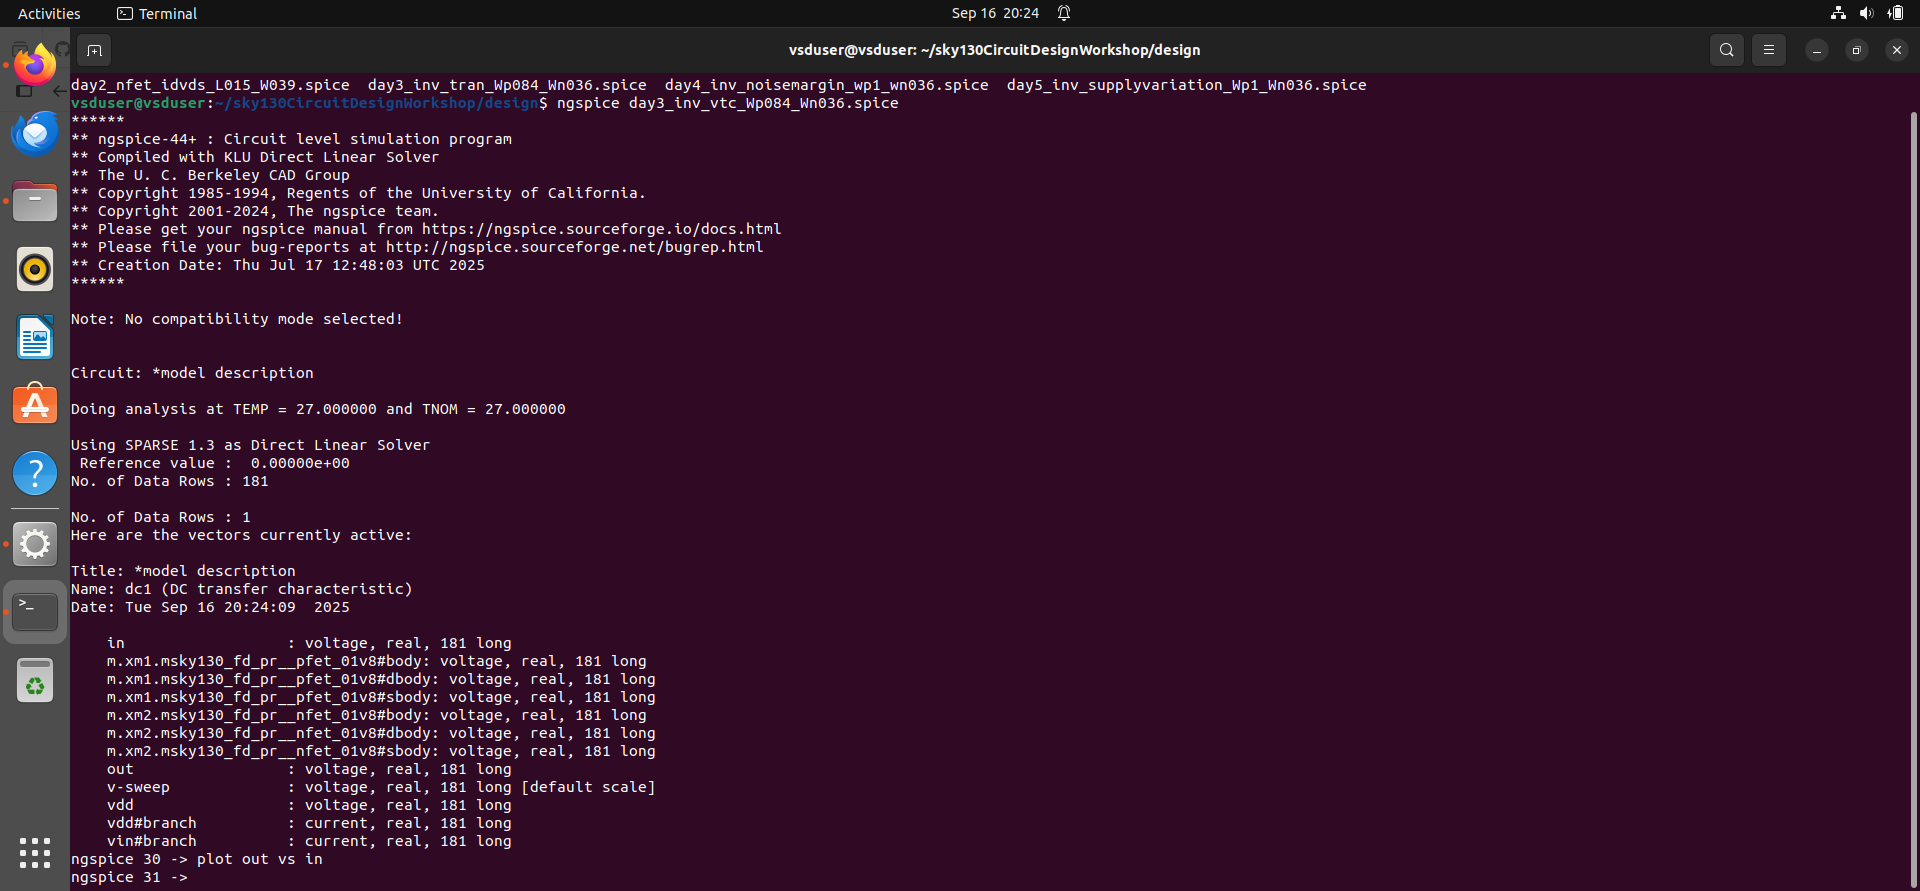 Activities
Terminal
Sep 16 20:24
vsduser@vsduser: ~/sky130CircuitDesignWorkshop/design
day2_nfet_idvds_L015_W039.spice  day3_inv_tran_Wp084_Wn036.spice  day4_inv_noisemargin_wp1_wn036.spice  day5_inv_supplyvariation_Wp1_Wn036.spice
vsduser@vsduser:~/sky130CircuitDesignWorkshop/design$ ngspice day3_inv_vtc_Wp084_Wn036.spice
******
** ngspice-44+ : Circuit level simulation program
** Compiled with KLU Direct Linear Solver
** The U. C. Berkeley CAD Group
** Copyright 1985-1994, Regents of the University of California.
** Copyright 2001-2024, The ngspice team.
** Please get your ngspice manual from https://ngspice.sourceforge.io/docs.html
** Please file your bug-reports at http://ngspice.sourceforge.net/bugrep.html
** Creation Date: Thu Jul 17 12:48:03 UTC 2025
******
Note: No compatibility mode selected!
Circuit: *model description
Doing analysis at TEMP = 27.000000 and TNOM = 27.000000
Using SPARSE 1.3 as Direct Linear Solver
 Reference value :  0.00000e+00
No. of Data Rows : 181
No. of Data Rows : 1
Here are the vectors currently active:
Title: *model description
Name: dc1 (DC transfer characteristic)
Date: Tue Sep 16 20:24:09  2025
    in                  : voltage, real, 181 long
    m.xm1.msky130_fd_pr__pfet_01v8#body: voltage, real, 181 long
    m.xm1.msky130_fd_pr__pfet_01v8#dbody: voltage, real, 181 long
    m.xm1.msky130_fd_pr__pfet_01v8#sbody: voltage, real, 181 long
    m.xm2.msky130_fd_pr__nfet_01v8#body: voltage, real, 181 long
    m.xm2.msky130_fd_pr__nfet_01v8#dbody: voltage, real, 181 long
    m.xm2.msky130_fd_pr__nfet_01v8#sbody: voltage, real, 181 long
    out                 : voltage, real, 181 long
    v-sweep             : voltage, real, 181 long [default scale]
    vdd                 : voltage, real, 181 long
    vdd#branch          : current, real, 181 long
    vin#branch          : current, real, 181 long
ngspice 30 -> plot out vs in
ngspice 31 ->